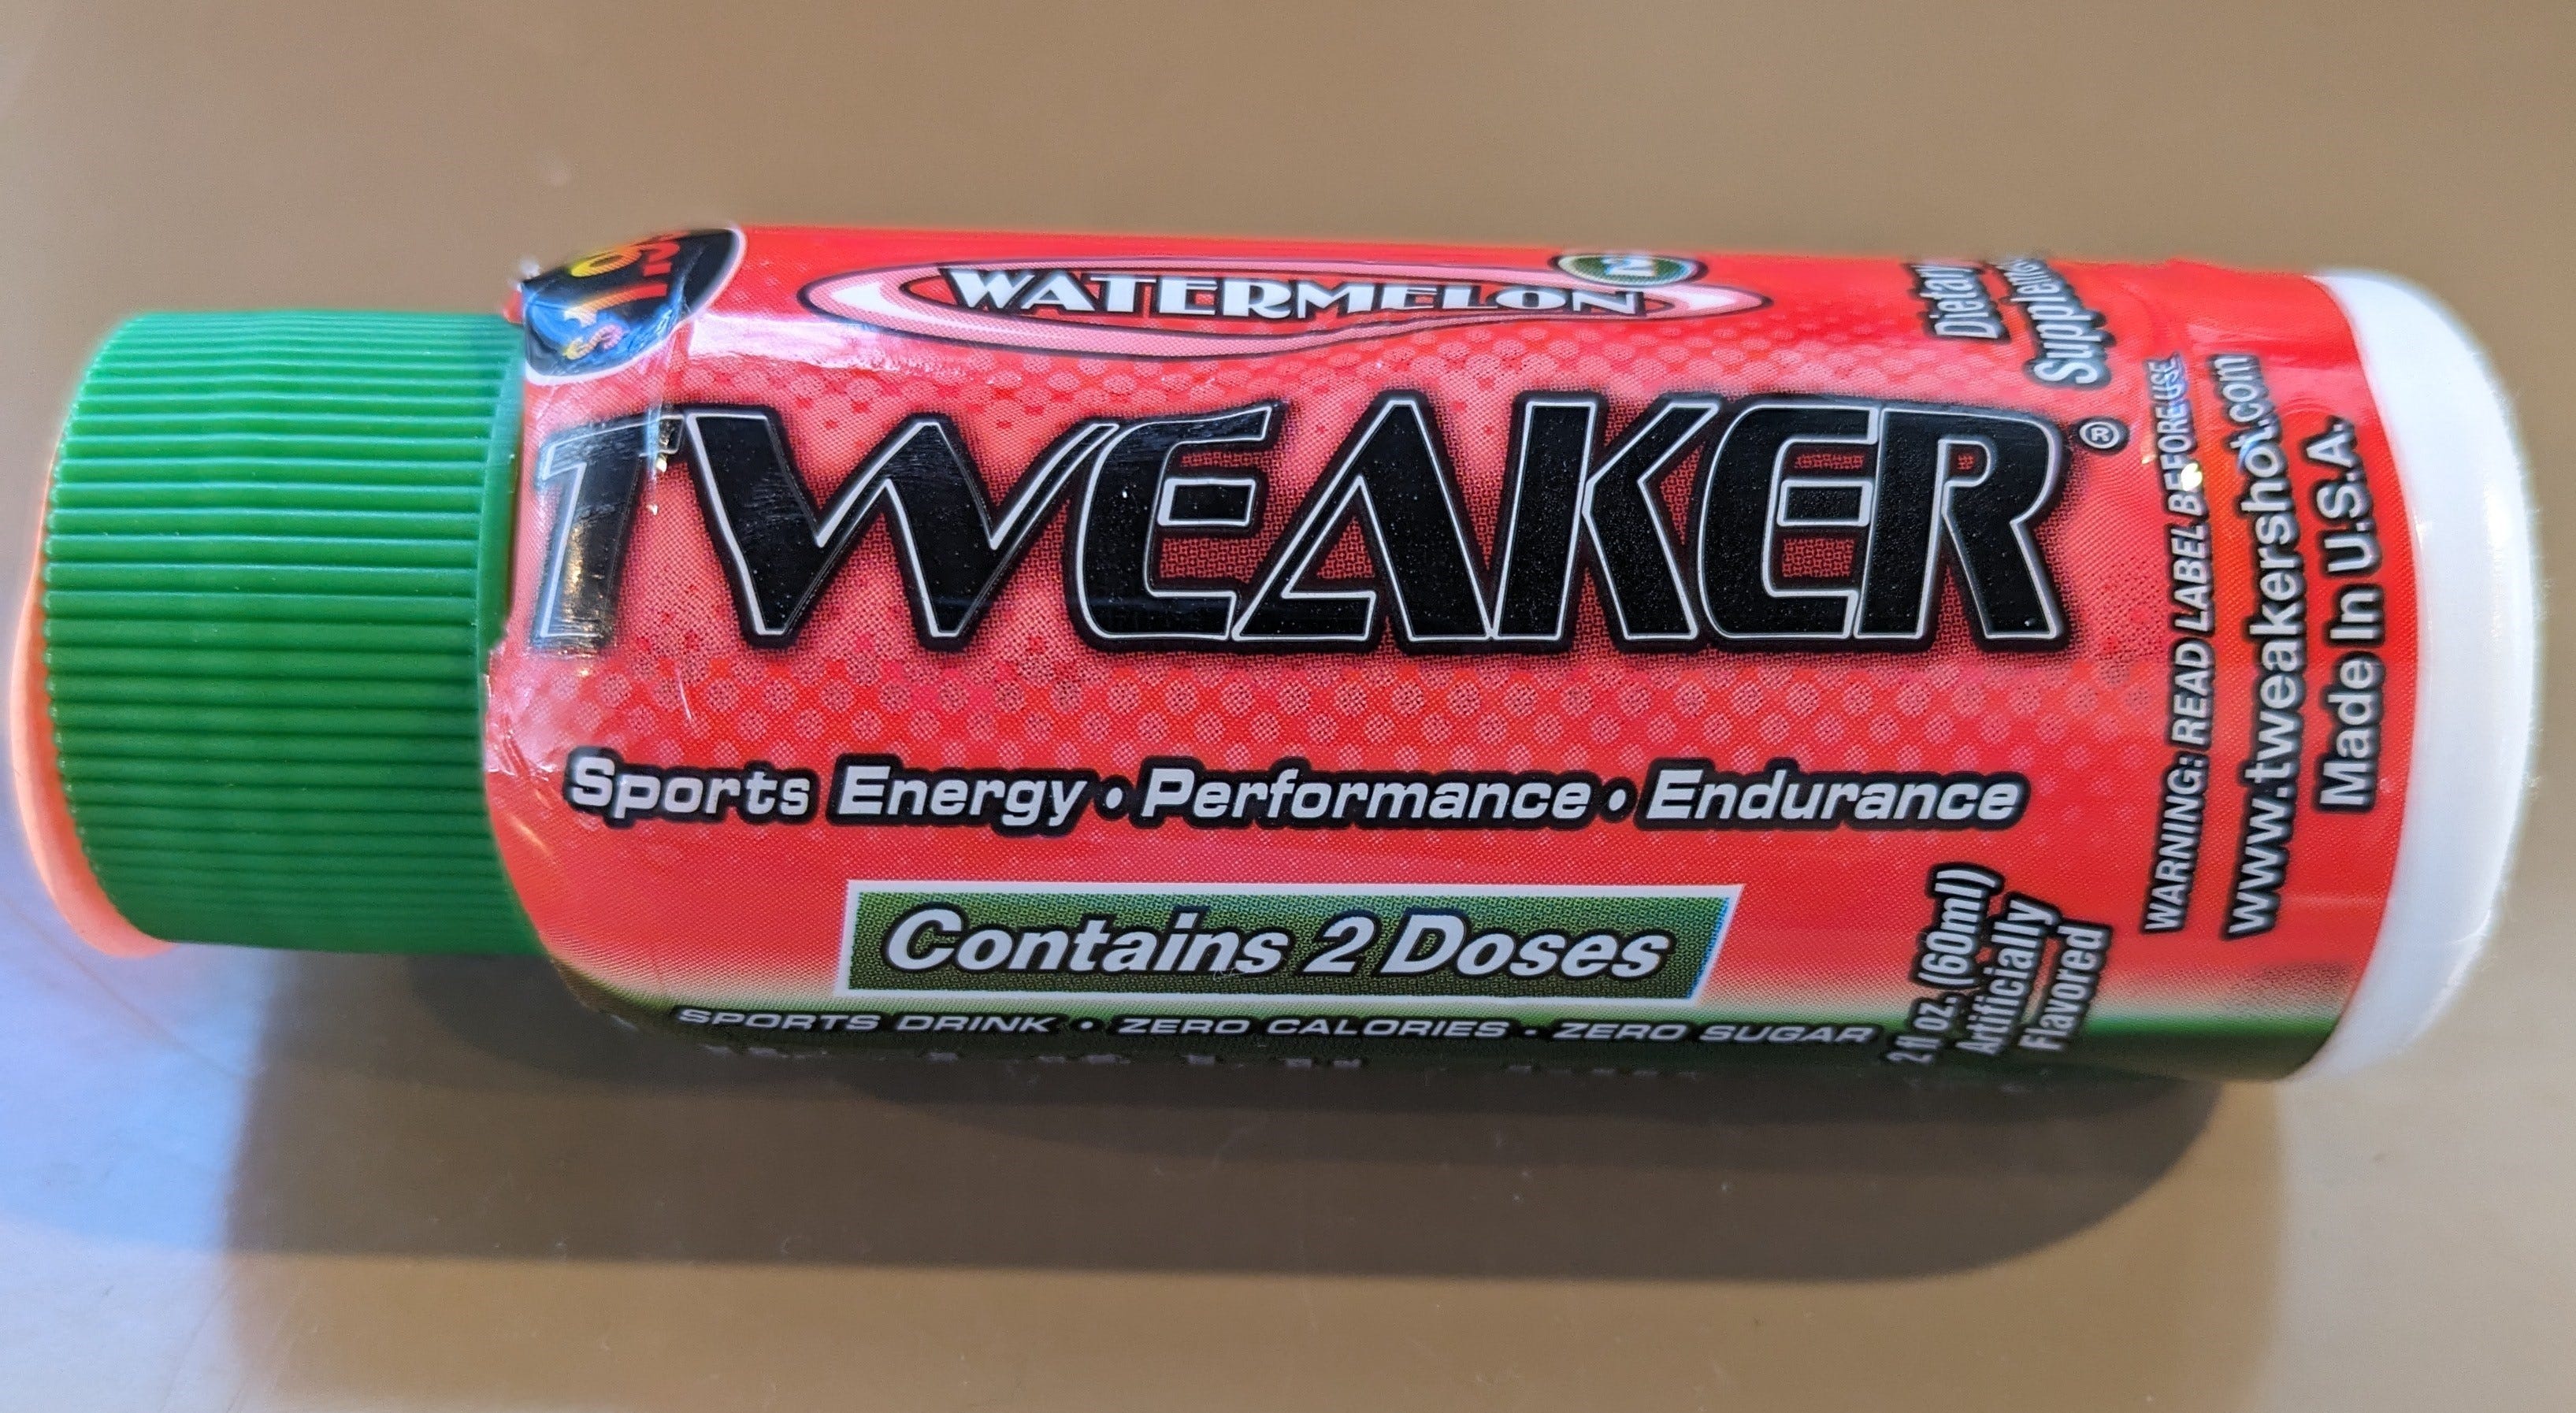 WATERMELON
TWEAKER®
Sports Energy • Performance • Endurance
Contains 2 Doses
SPORTS DRINK • ZERO CALORIES • ZERO SUGAR
Dietary
2 fl oz. (60ml)
Artificially
Flavored
WARNING: READ LABEL BEFORE USE
www.tweakershot.com
Made In U.S.A.